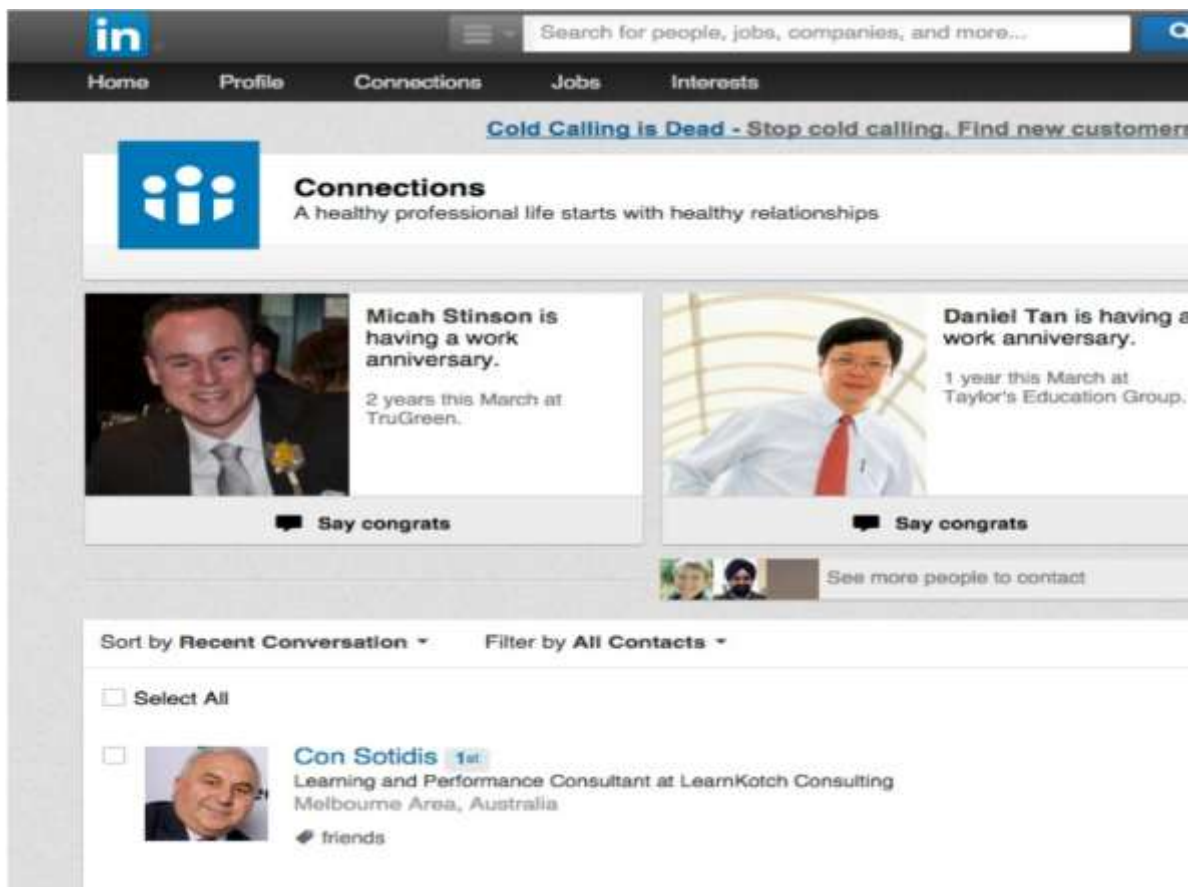 in
Search for people, jobs, companies, and more...
Home Profile Connections Jobs Interests
Cold Calling is Dead - Stop cold calling. Find new customers
Connections
A healthy professional life starts with healthy relationships
Micah Stinson is
having a work
anniversary.
2 years this March at
TruGreen.
Say congrats
Daniel Tan is having a
work anniversary.
1 year this March at
Taylor's Education Group.
Say congrats
See more people to contact
Sort by Recent Conversation Filter by All Contacts
Select All
Con Sotidis 1st
Learning and Performance Consultant at LearnKotch Consulting
Melbourne Area, Australia
friends